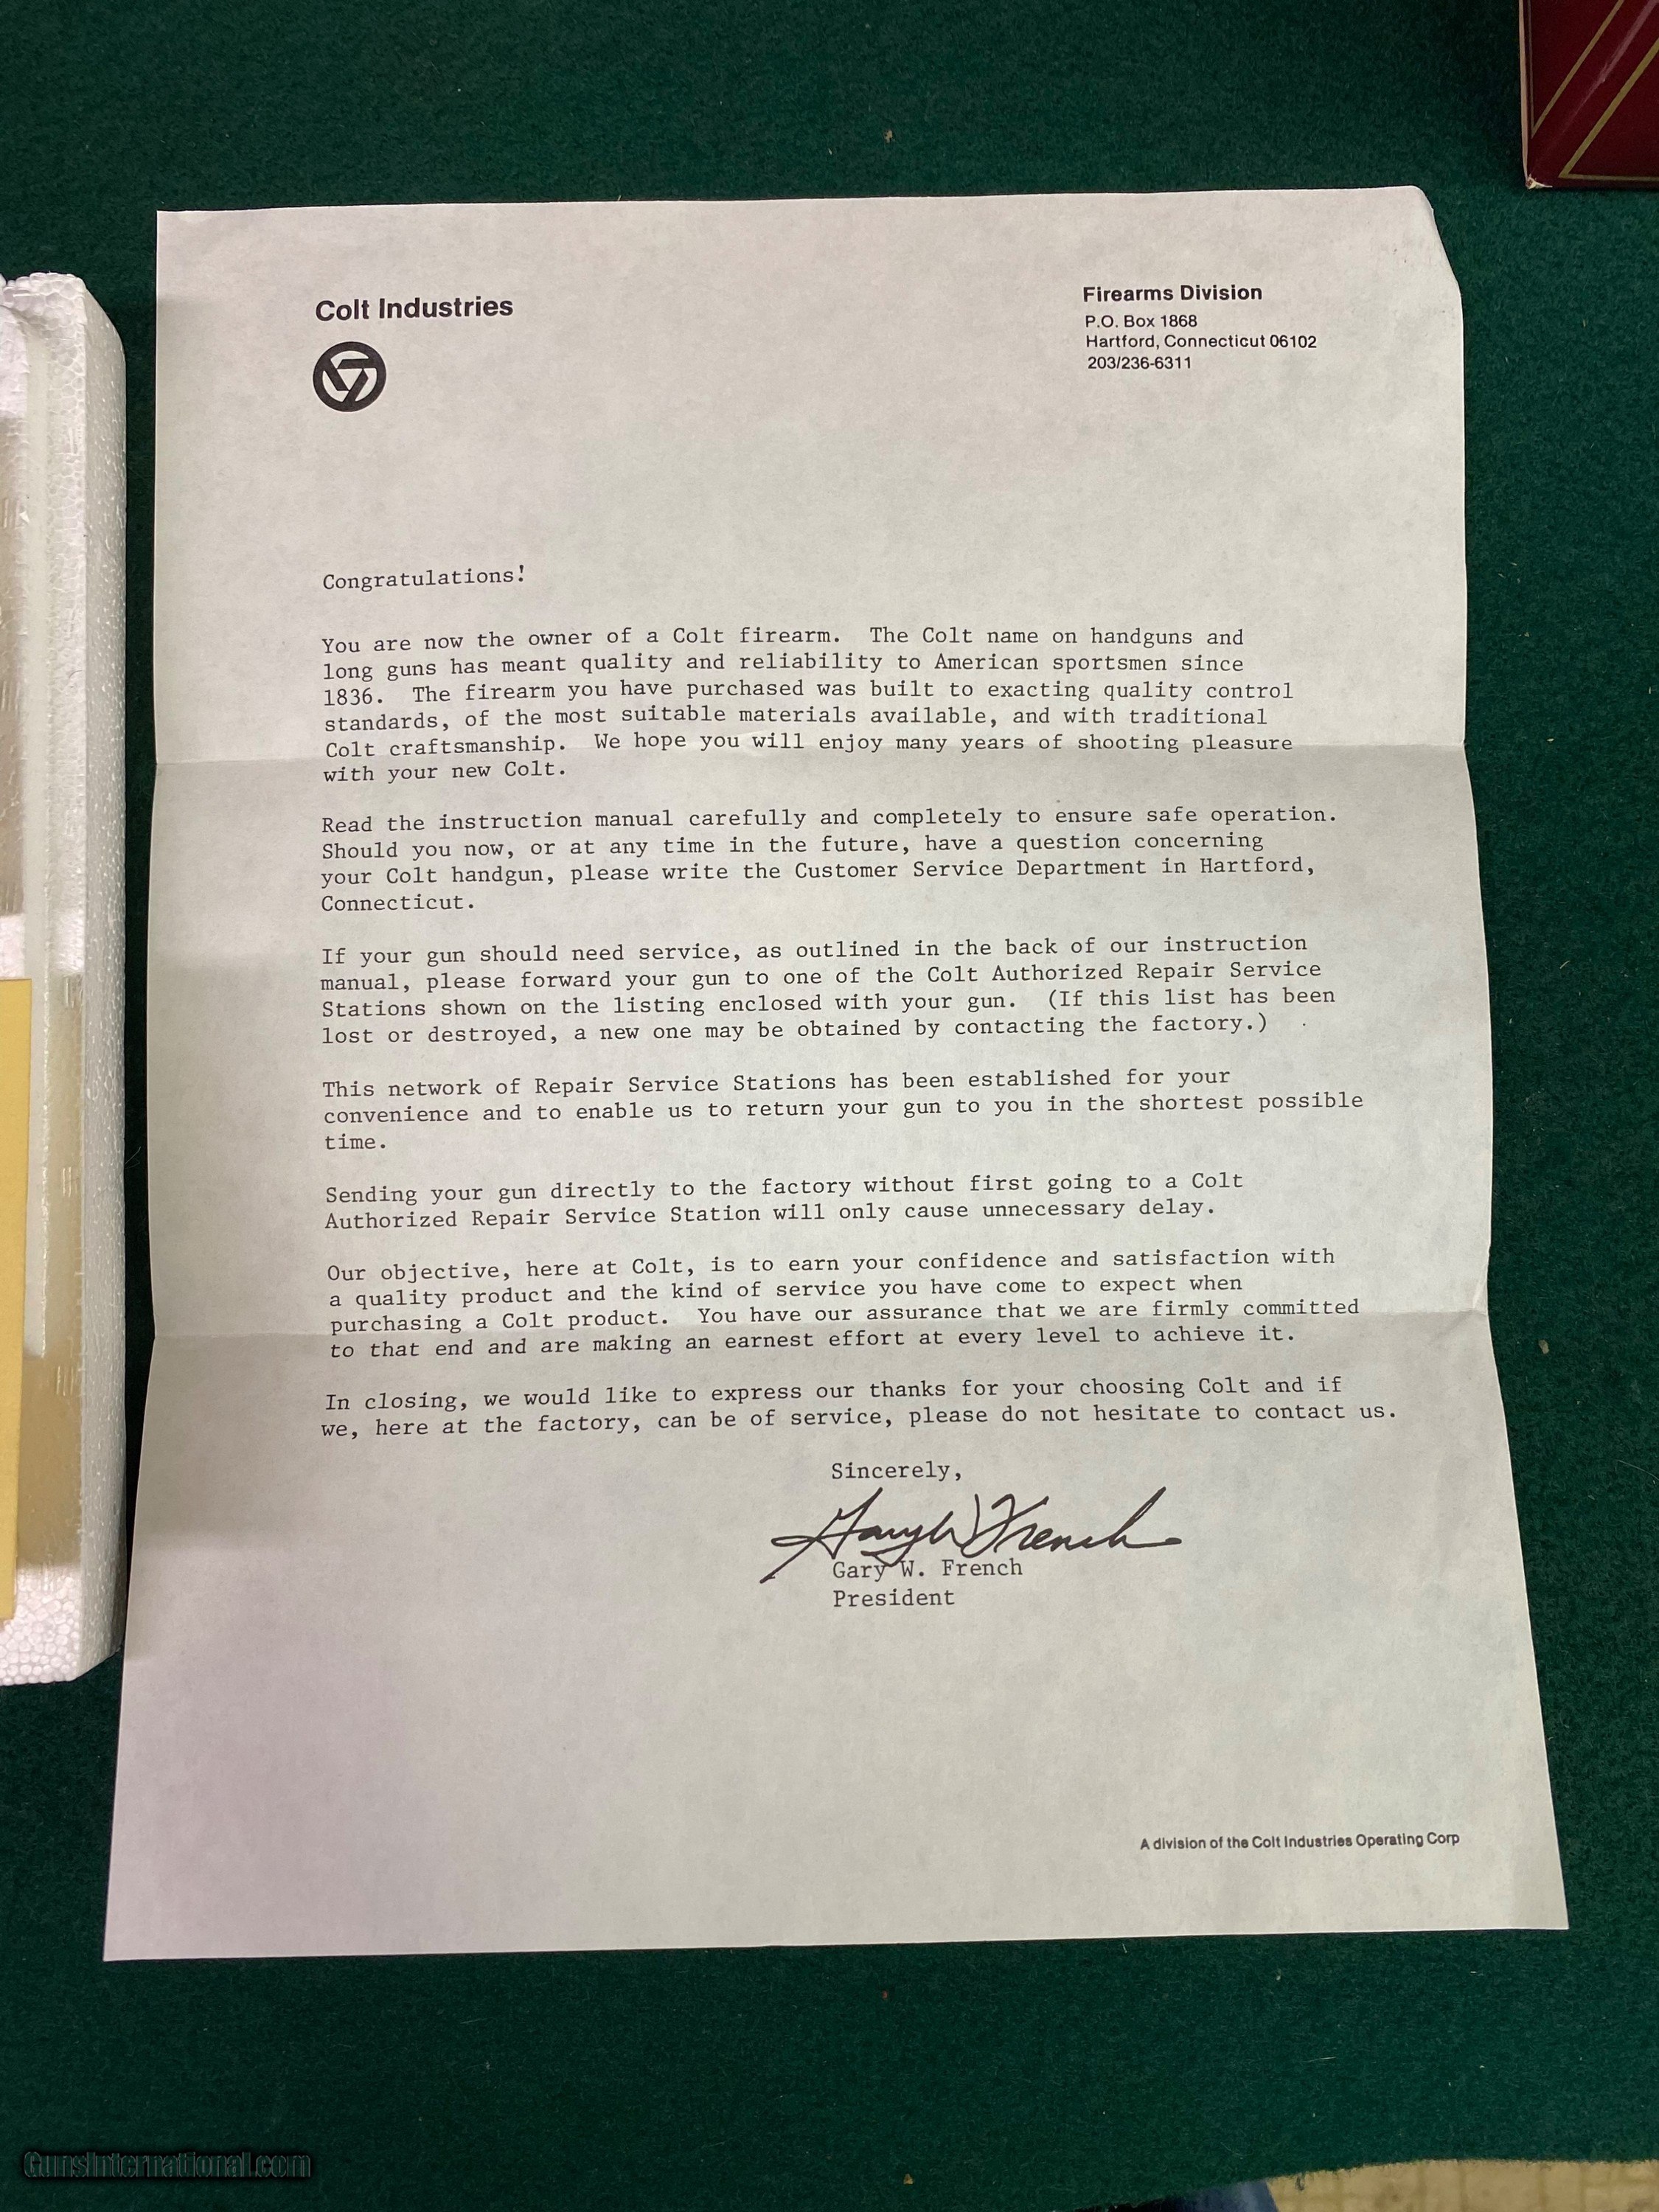 Colt Industries
Firearms Division
P.O. Box 1868
Hartford, Connecticut 06102
203/236-6311
Congratulations!
You are now the owner of a Colt firearm. The Colt name on handguns and
long guns has meant quality and reliability to American sportsmen since
1836. The firearm you have purchased was built to exacting quality control
standards, of the most suitable materials available, and with traditional
Colt craftsmanship. We hope you will enjoy many years of shooting pleasure
with your new Colt.
Read the instruction manual carefully and completely to ensure safe operation.
Should you now, or at any time in the future, have a question concerning
your Colt handgun, please write the Customer Service Department in Hartford,
Connecticut.
If your gun should need service, as outlined in the back of our instruction
manual, please forward your gun to one of the Colt Authorized Repair Service
Stations shown on the listing enclosed with your gun. (If this list has been
lost or destroyed, a new one may be obtained by contacting the factory.)
This network of Repair Service Stations has been established for your
convenience and to enable us to return your gun to you in the shortest possible
time.
Sending your gun directly to the factory without first going to a Colt
Authorized Repair Service Station will only cause unnecessary delay.
Our objective, here at Colt, is to earn your confidence and satisfaction with
a quality product and the kind of service you have come to expect when
purchasing a Colt product. You have our assurance that we are firmly committed
to that end and are making an earnest effort at every level to achieve it.
In closing, we would like to express our thanks for your choosing Colt and if
we, here at the factory, can be of service, please do not hesitate to contact us.
Sincerely,
Gary W French
Gary W. French
President
A division of the Colt Industries Operating Corp
GunsInternational.com